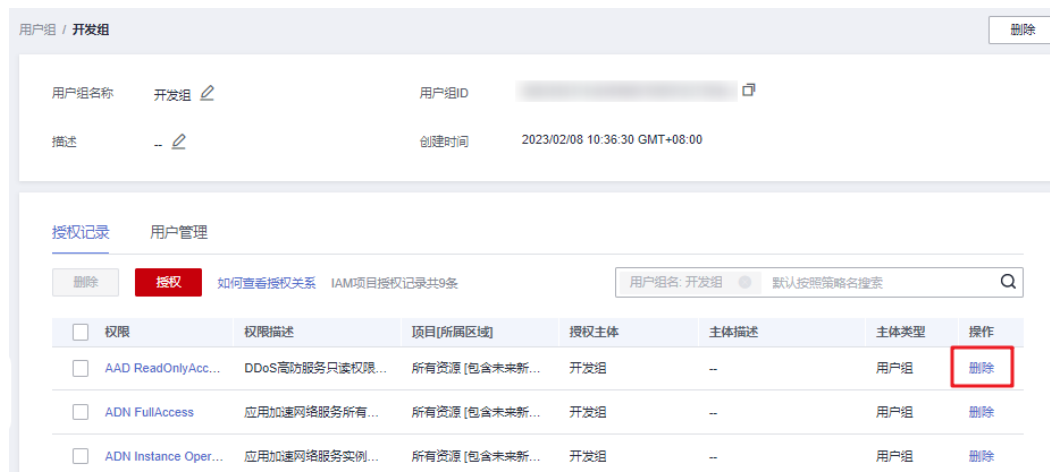 用户组 / 开发组 删除
用户组名称 开发组 用户组ID
描述 -- 创建时间 2023/02/08 10:36:30 GMT+08:00
授权记录 用户管理
删除 授权 如何查看授权关系 IAM项目授权记录共9条 用户组名: 开发组 默认按照策略名搜索
权限 权限描述 项目[所属区域] 授权主体 主体描述 主体类型 操作
AAD ReadOnlyAcc... DDoS高防服务只读权限... 所有资源 [包含未来新... 开发组 -- 用户组 删除
ADN FullAccess 应用加速网络服务所有... 所有资源 [包含未来新... 开发组 -- 用户组 删除
ADN Instance Oper... 应用加速网络服务实例... 所有资源 [包含未来新... 开发组 -- 用户组 删除